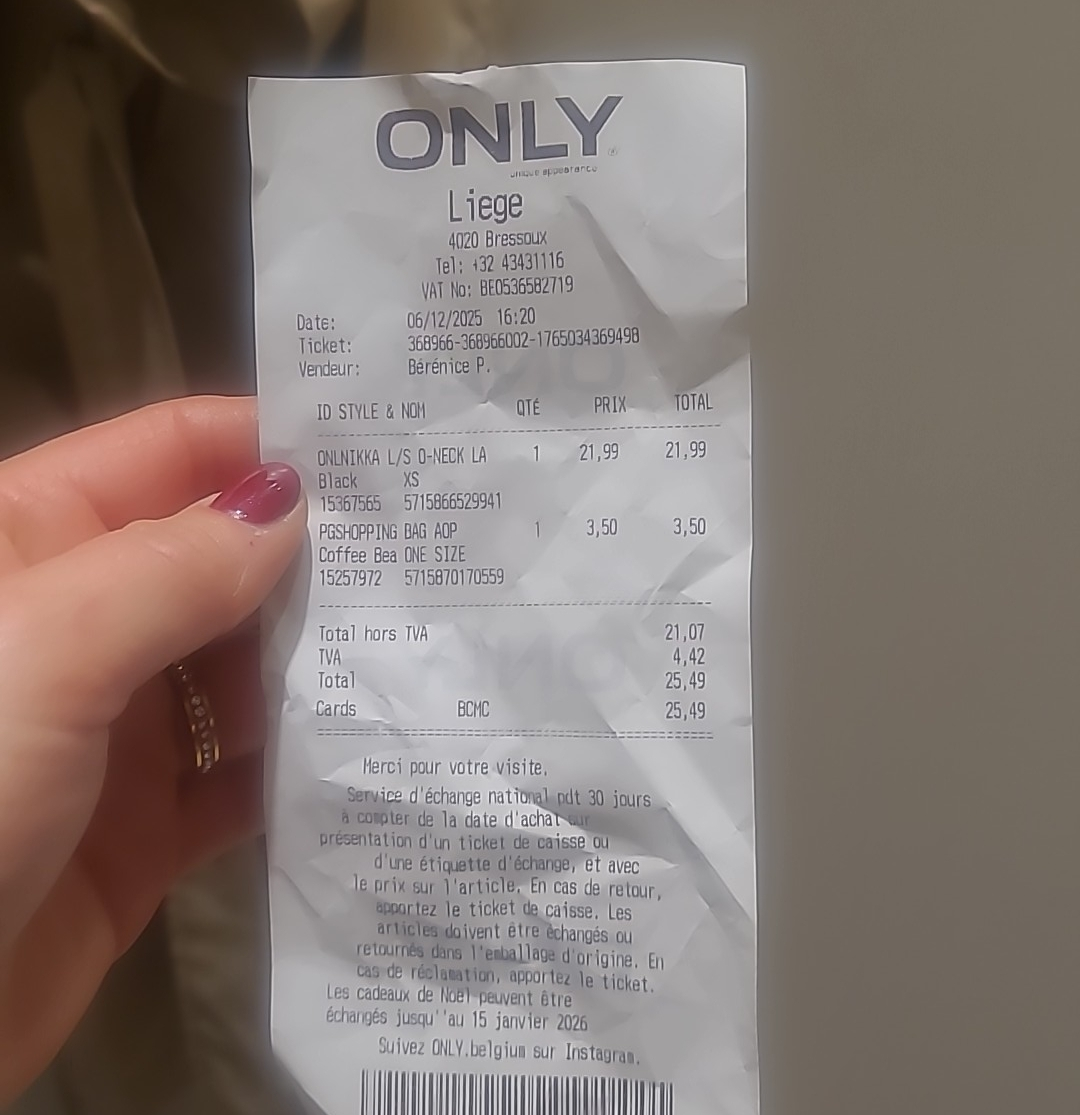 ONLY
unique appearance
Liege
4020 Bressoux
Tel: +32 43431116
VAT No: BE0536582719
Date: 06/12/2025 16:20
Ticket: 368966-368966002-1765034369498
Vendeur: Bérénice P.
ID STYLE & NOM QTÉ PRIX TOTAL
ONLNIKKA L/S O-NECK LA 1 21,99 21,99
Black XS
15367565 5715866529941
PGSHOPPING BAG AOP 1 3,50 3,50
Coffee Bea ONE SIZE
15257972 5715870170559
Total hors TVA 21,07
TVA 4,42
Total 25,49
Cards BCMC 25,49
Merci pour votre visite.
Service d'échange national pdt 30 jours
à compter de la date d'achat sur
présentation d'un ticket de caisse ou
d'une étiquette d'échange, et avec
le prix sur l'article. En cas de retour,
apportez le ticket de caisse. Les
articles doivent être échangés ou
retournés dans l'emballage d'origine. En
cas de réclamation, apportez le ticket.
Les cadeaux de Noël peuvent être
échangés jusqu''au 15 janvier 2026
Suivez ONLY.belgium sur Instagram.